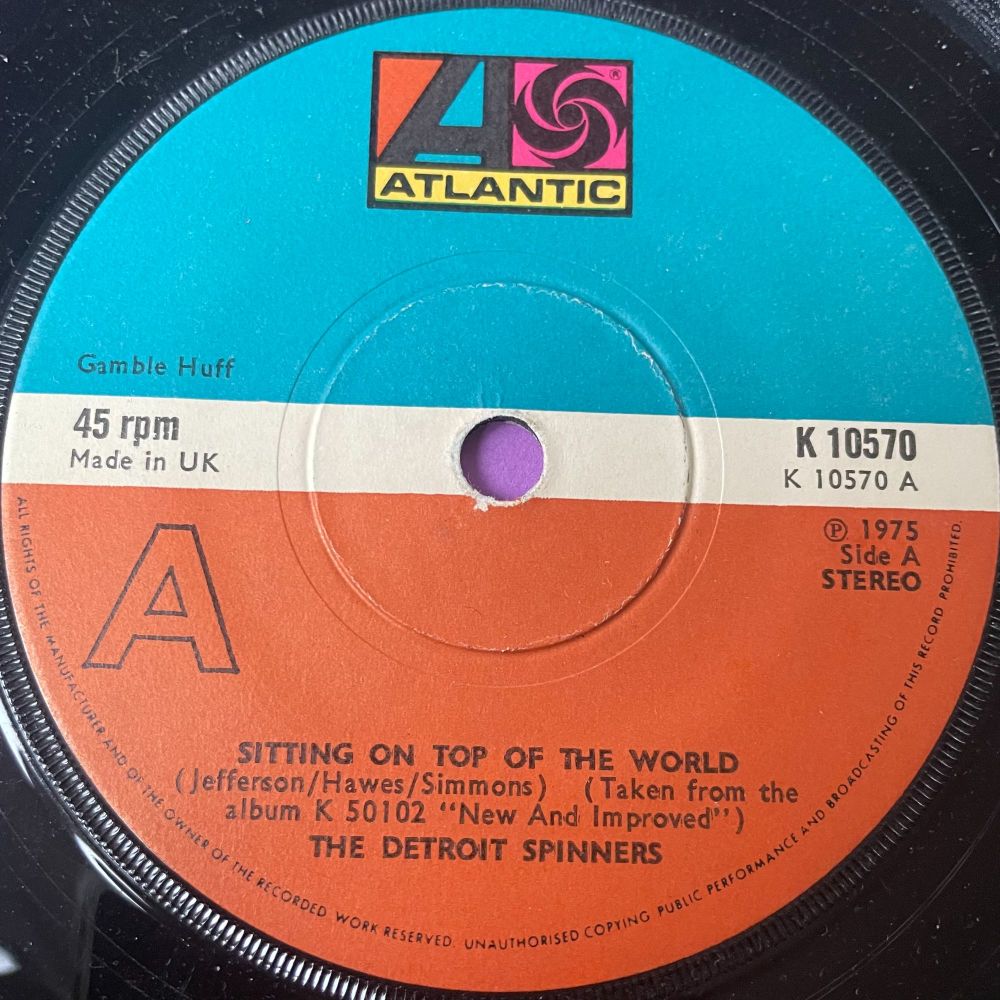 A ®
ATLANTIC
Gamble Huff
45 rpm
Made in UK
K 10570
K 10570 A
℗ 1975
Side A
STEREO
A
SITTING ON TOP OF THE WORLD
(Jefferson/Hawes/Simmons) (Taken from the
album K 50102 "New And Improved")
THE DETROIT SPINNERS
ALL RIGHTS OF THE MANUFACTURER AND OF THE OWNER OF THE RECORDED WORK RESERVED. UNAUTHORISED COPYING PUBLIC PERFORMANCE AND BROADCASTING OF THIS RECORD PROHIBITED.